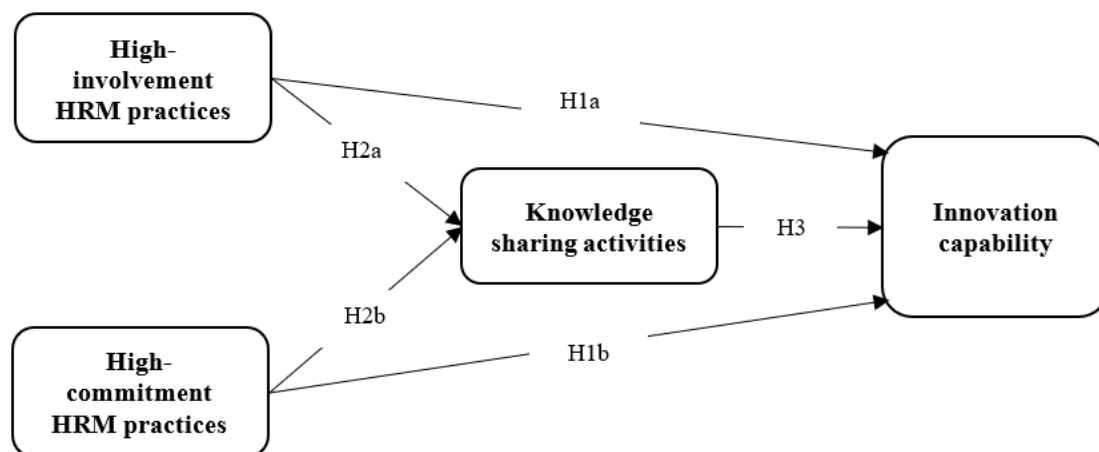 High-
involvement
HRM practices
H1a
H2a
Knowledge
sharing activities
H3
Innovation
capability
H2b
H1b
High-
commitment
HRM practices